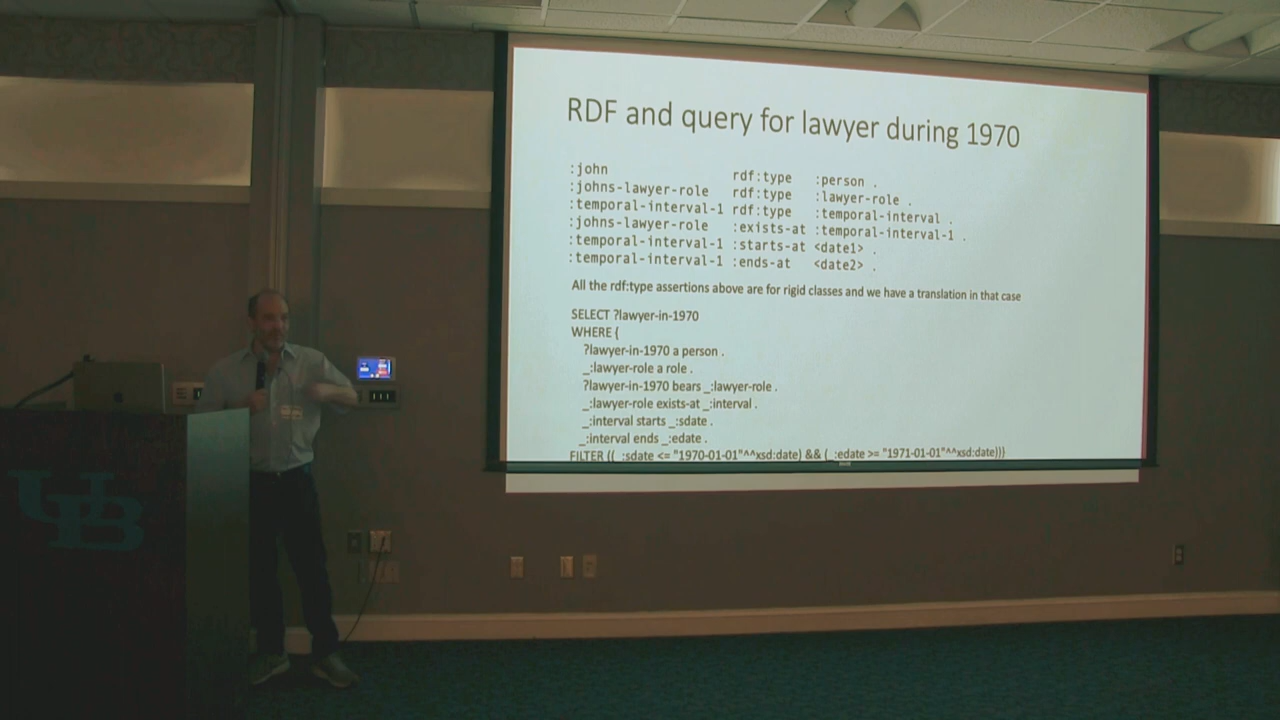 RDF and query for lawyer during 1970
:john rdf:type :person .
:johns-lawyer-role rdf:type :lawyer-role .
:temporal-interval-1 rdf:type :temporal-interval .
:johns-lawyer-role :exists-at :temporal-interval-1 .
:temporal-interval-1 :starts-at <date1> .
:temporal-interval-1 :ends-at <date2> .
All the rdf:type assertions above are for rigid classes and we have a translation in that case
SELECT ?lawyer-in-1970
WHERE {
?lawyer-in-1970 a person .
_:lawyer-role a role .
?lawyer-in-1970 bears _:lawyer-role .
_:lawyer-role exists-at _:interval .
_:interval starts _:sdate .
_:interval ends _:edate .
FILTER ((_:sdate <= "1970-01-01"^^xsd:date) && (_:edate >= "1971-01-01"^^xsd:date)))
UB